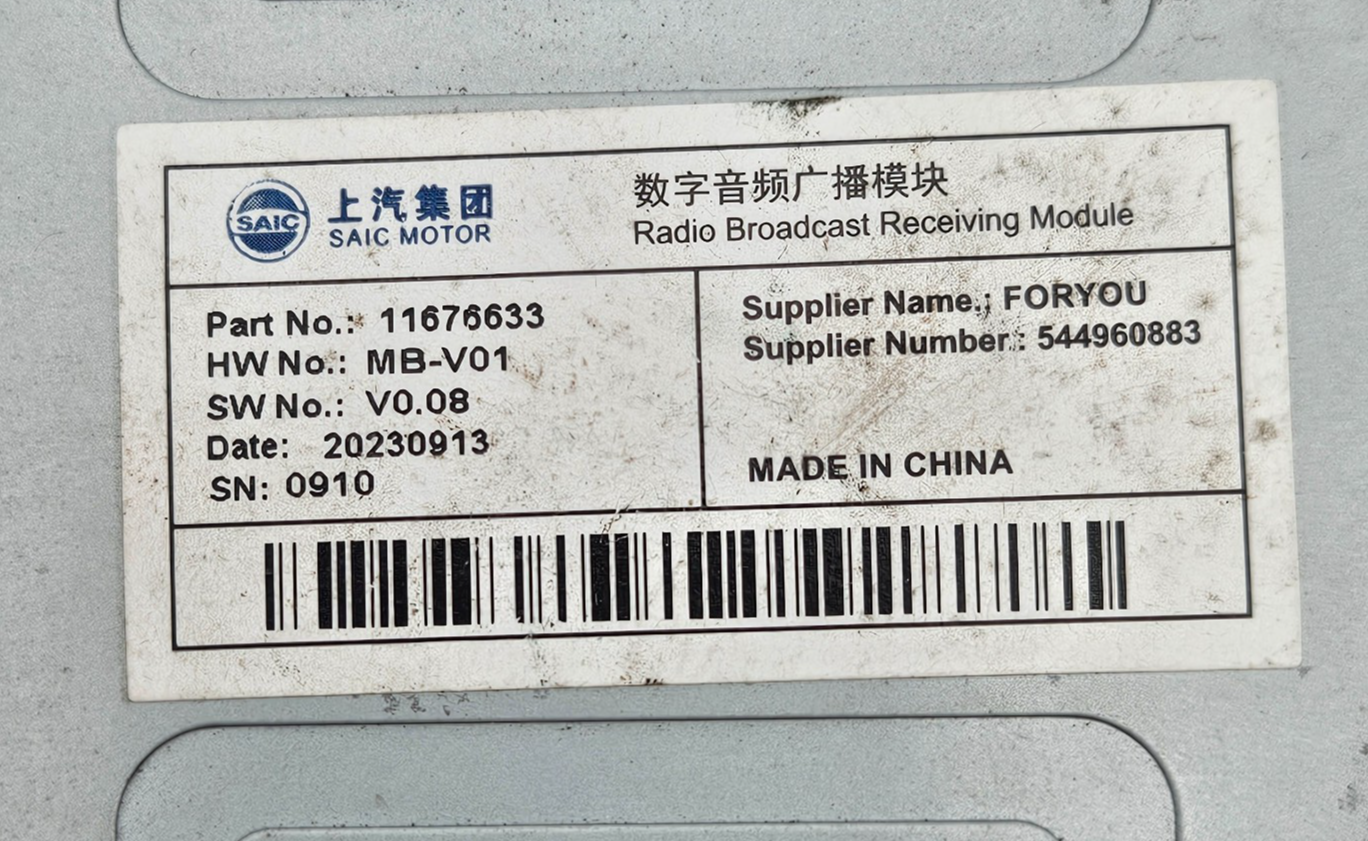 SAIC
上汽集团
SAIC MOTOR
数字音频广播模块
Radio Broadcast Receiving Module
Part No.: 11676633
HW No.: MB-V01
SW No.: V0.08
Date: 20230913
SN: 0910
Supplier Name.: FORYOU
Supplier Number.: 544960883
MADE IN CHINA